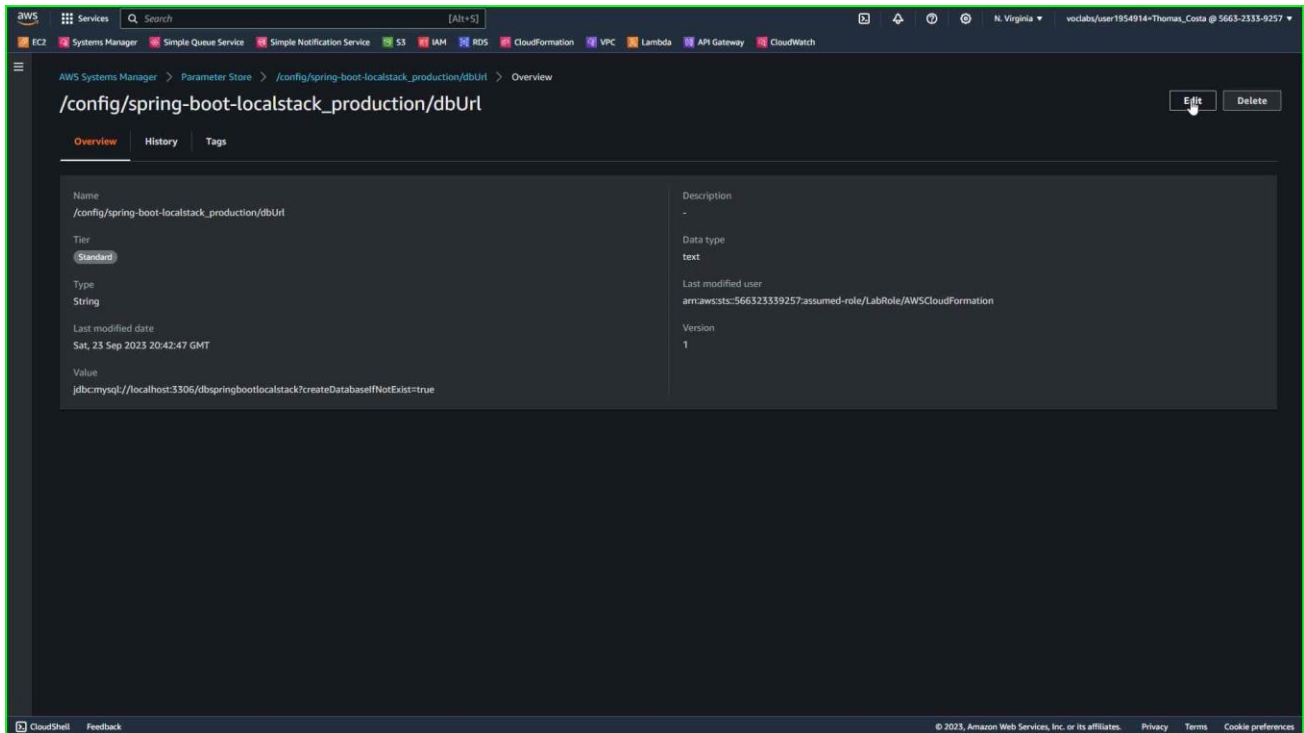 aws
Services Search [Alt+S] N. Virginia ▼ voclabs/user1954914=Thomas_Costa @ 5663-2333-9257 ▼
EC2 Systems Manager Simple Queue Service Simple Notification Service S3 IAM RDS CloudFormation VPC Lambda API Gateway CloudWatch
AWS Systems Manager > Parameter Store > /config/spring-boot-localstack_production/dbUrl > Overview
/config/spring-boot-localstack_production/dbUrl
Edit Delete
Overview History Tags
Name
/config/spring-boot-localstack_production/dbUrl
Tier
Standard
Type
String
Last modified date
Sat, 23 Sep 2023 20:42:47 GMT
Value
jdbc:mysql://localhost:3306/dbspringbootlocalstack?createDatabaseIfNotExist=true
Description
-
Data type
text
Last modified user
arn:aws:sts::566323339257:assumed-role/LabRole/AWSCloudFormation
Version
1
CloudShell Feedback © 2023, Amazon Web Services, Inc. or its affiliates. Privacy Terms Cookie preferences